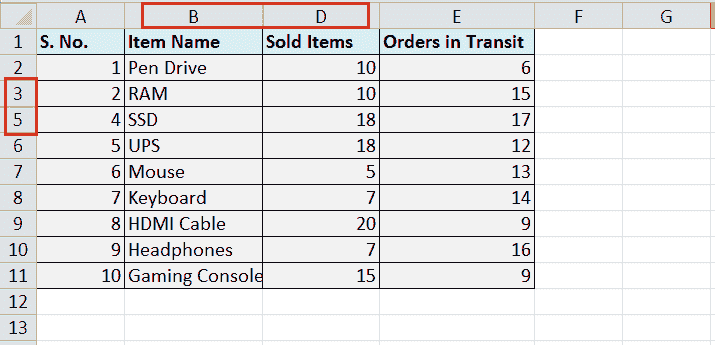 A B D E F G
1 S. No. Item Name Sold Items Orders in Transit
2 1 Pen Drive 10 6
3 2 RAM 10 15
5 4 SSD 18 17
6 5 UPS 18 12
7 6 Mouse 5 13
8 7 Keyboard 7 14
9 8 HDMI Cable 20 9
10 9 Headphones 7 16
11 10 Gaming Console 15 9
12
13